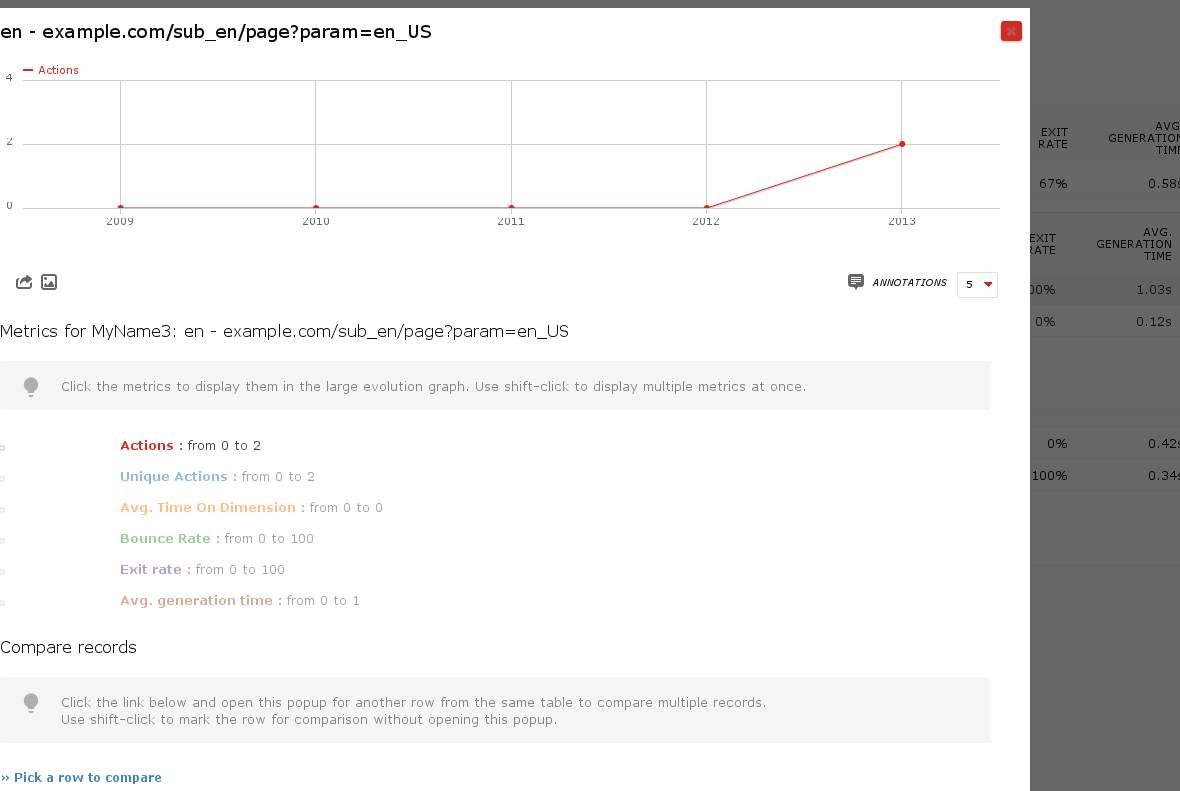 en - example.com/sub_en/page?param=en_US
Actions
4
2
0
2009 2010 2011 2012 2013
ANNOTATIONS 5
Metrics for MyName3: en - example.com/sub_en/page?param=en_US
Click the metrics to display them in the large evolution graph. Use shift-click to display multiple metrics at once.
Actions : from 0 to 2
Unique Actions : from 0 to 2
Avg. Time On Dimension : from 0 to 0
Bounce Rate : from 0 to 100
Exit rate : from 0 to 100
Avg. generation time : from 0 to 1
Compare records
Click the link below and open this popup for another row from the same table to compare multiple records.
Use shift-click to mark the row for comparison without opening this popup.
» Pick a row to compare
EXIT
RATE
AVG
GENERATION
TIME
67% 0.58s
EXIT
RATE
AVG.
GENERATION
TIME
1.03s
0% 0.12s
0% 0.42s
100% 0.34s